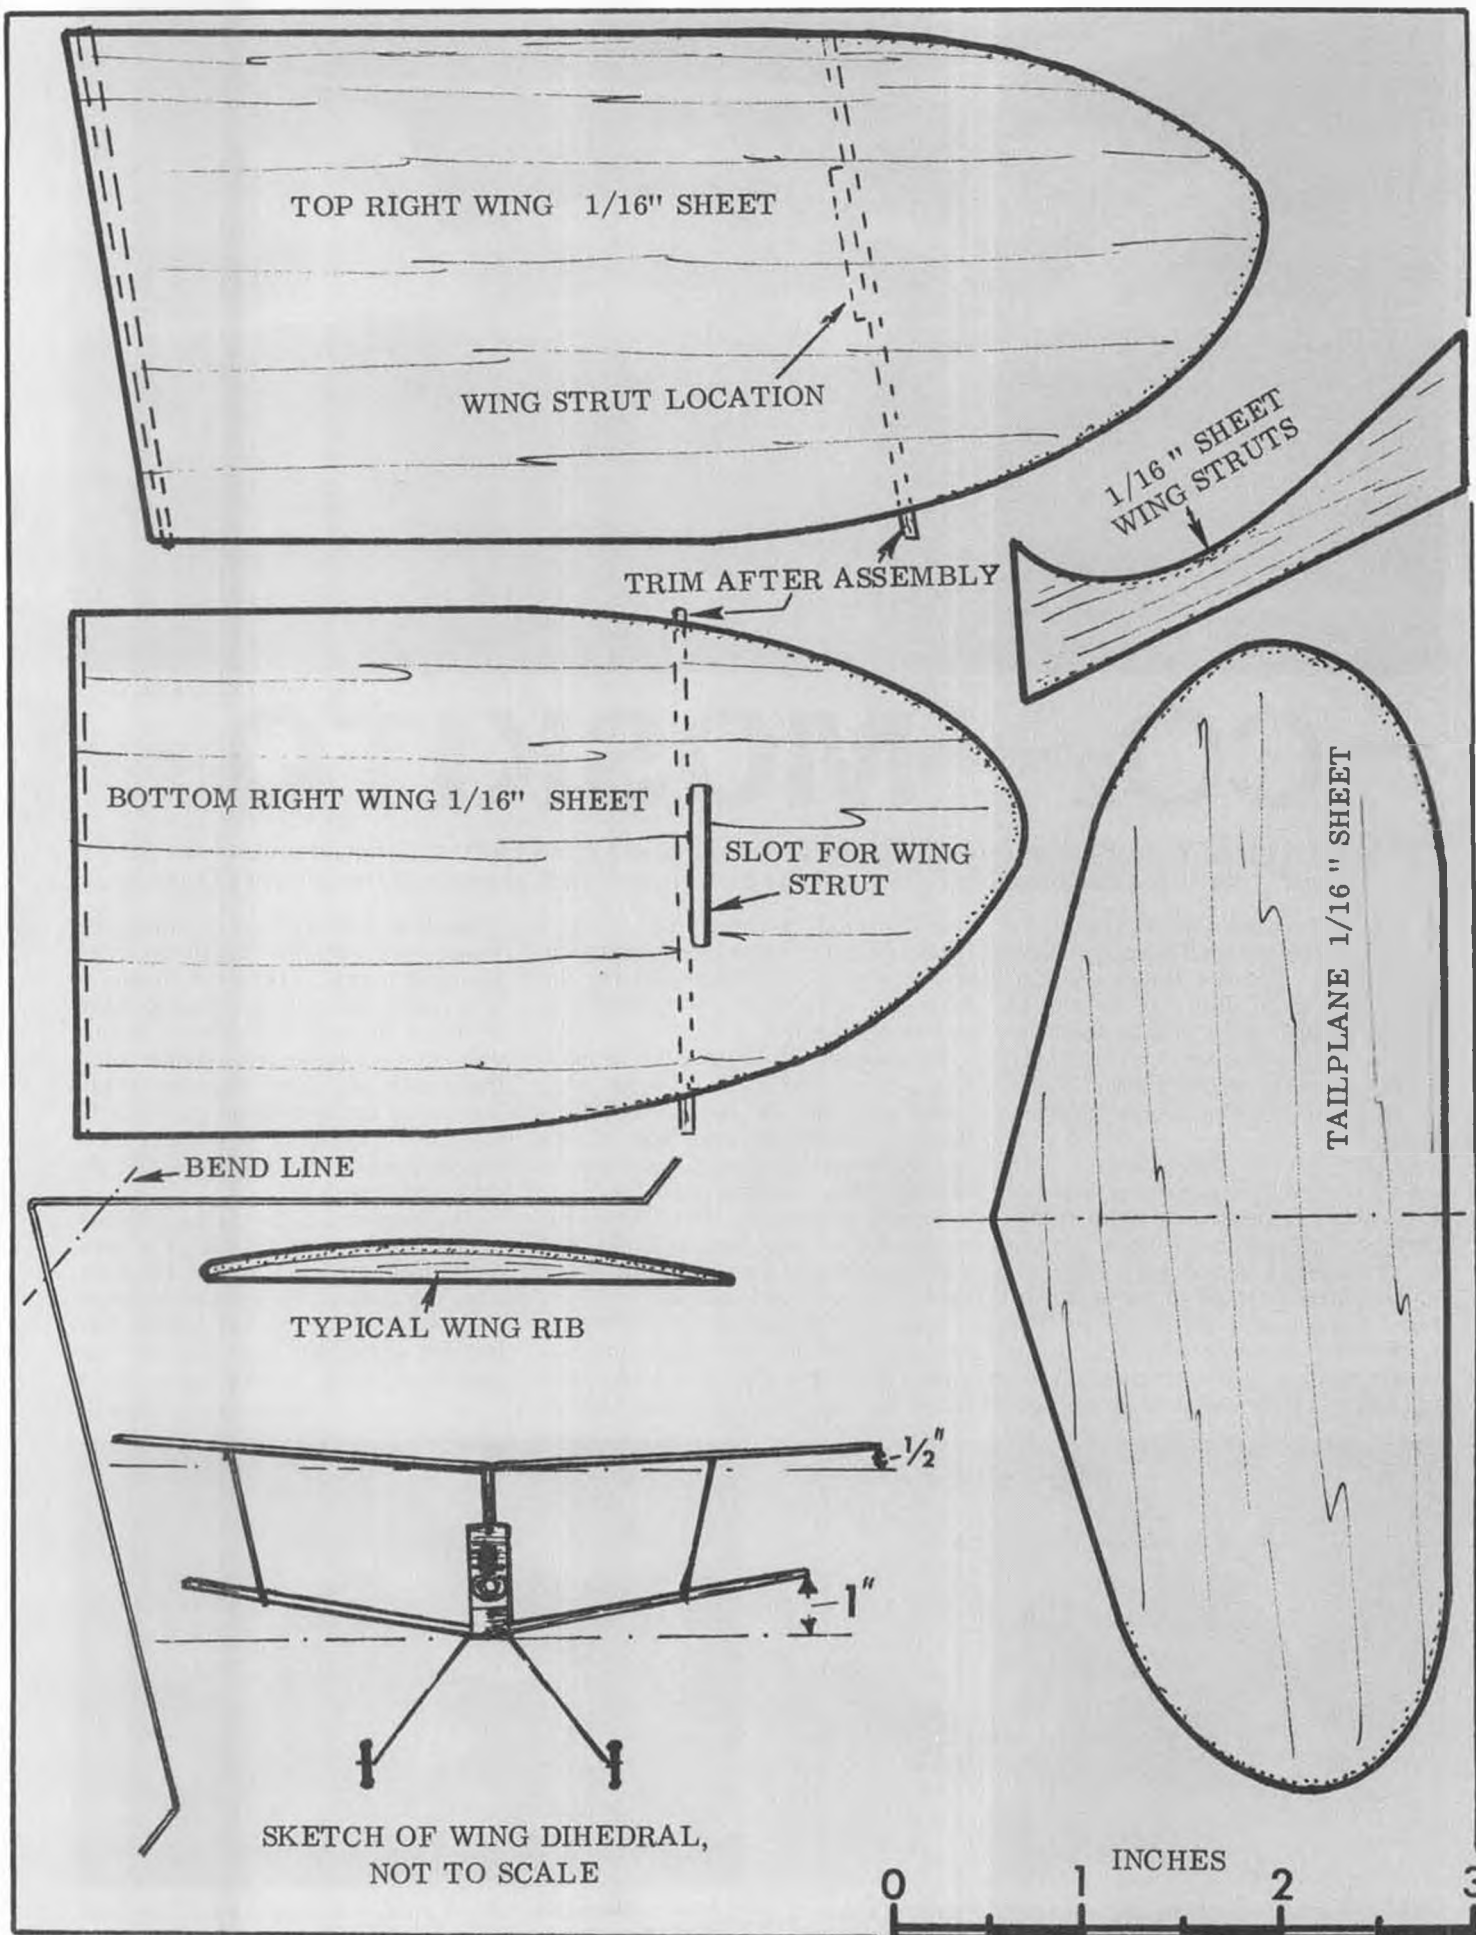 TOP RIGHT WING 1/16" SHEET
WING STRUT LOCATION
1/16" SHEET
WING STRUTS
TRIM AFTER ASSEMBLY
BOTTOM RIGHT WING 1/16" SHEET
SLOT FOR WING
STRUT
TAILPLANE 1/16" SHEET
BEND LINE
TYPICAL WING RIB
1/2"
1"
SKETCH OF WING DIHEDRAL,
NOT TO SCALE
INCHES
0 1 2 3